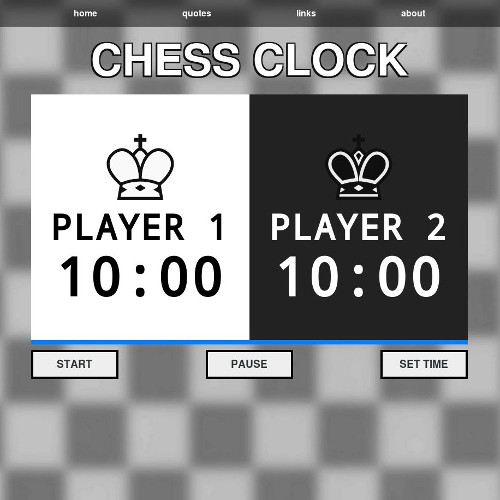 home quotes links about
CHESS CLOCK
PLAYER 1 PLAYER 2
10:00 10:00
START PAUSE SET TIME